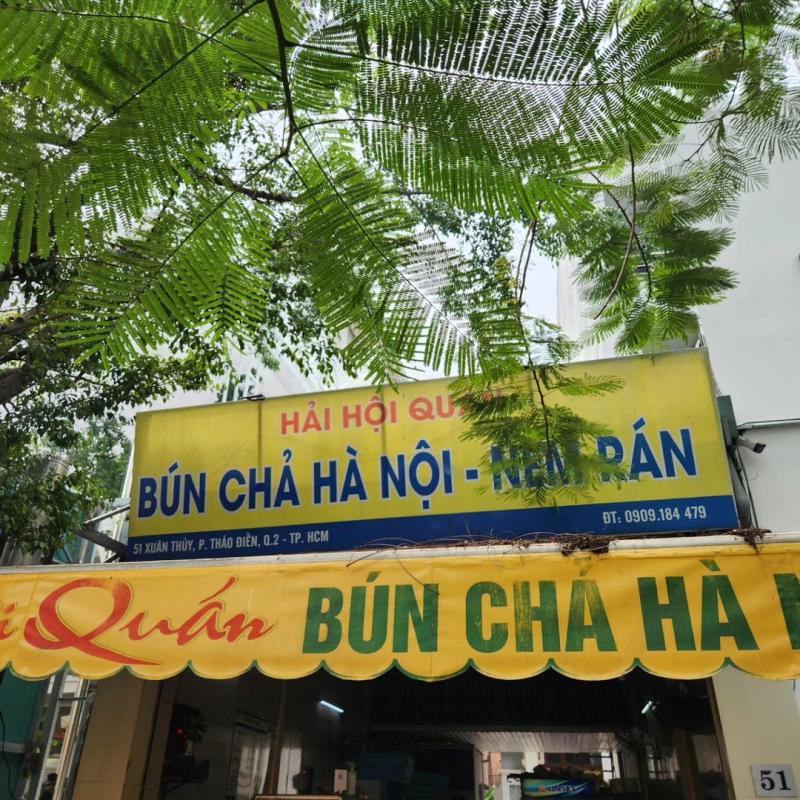 HẢI HỘI QUÁN
BÚN CHẢ HÀ NỘI - NEM RÁN
ĐT: 0909.184 479
51 XUÂN THỦY, P. THẢO ĐIỀN, Q.2 - TP. HCM
Quán BÚN CHẢ HÀ
51